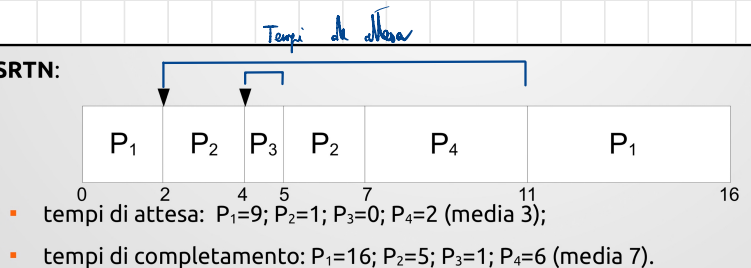 Tempi di attesa
SRTN:
P₁ P₂ P₃ P₂ P₄ P₁
0 2 4 5 7 11 16
▪ tempi di attesa: P₁=9; P₂=1; P₃=0; P₄=2 (media 3);
▪ tempi di completamento: P₁=16; P₂=5; P₃=1; P₄=6 (media 7).